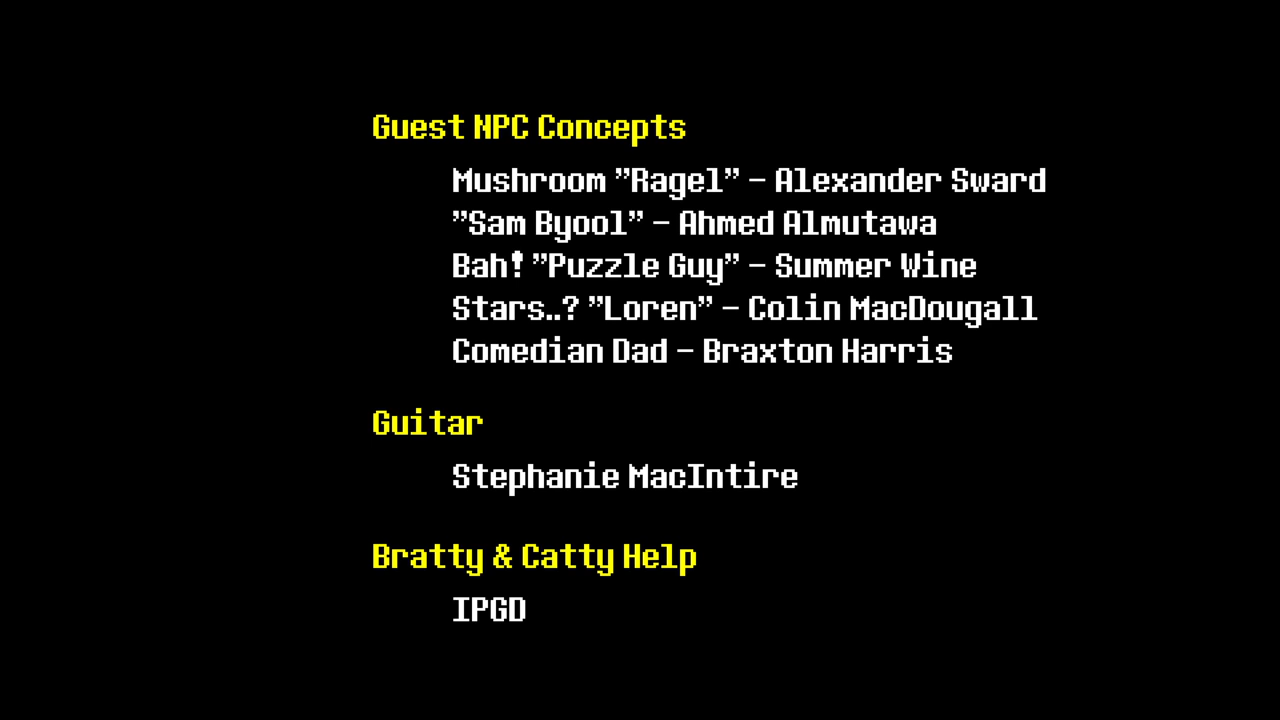 Guest NPC Concepts
Mushroom "Ragel" - Alexander Sward
"Sam Byool" - Ahmed Almutawa
Bah! "Puzzle Guy" - Summer Wine
Stars..? "Loren" - Colin MacDougall
Comedian Dad - Braxton Harris
Guitar
Stephanie MacIntire
Bratty & Catty Help
IPGD